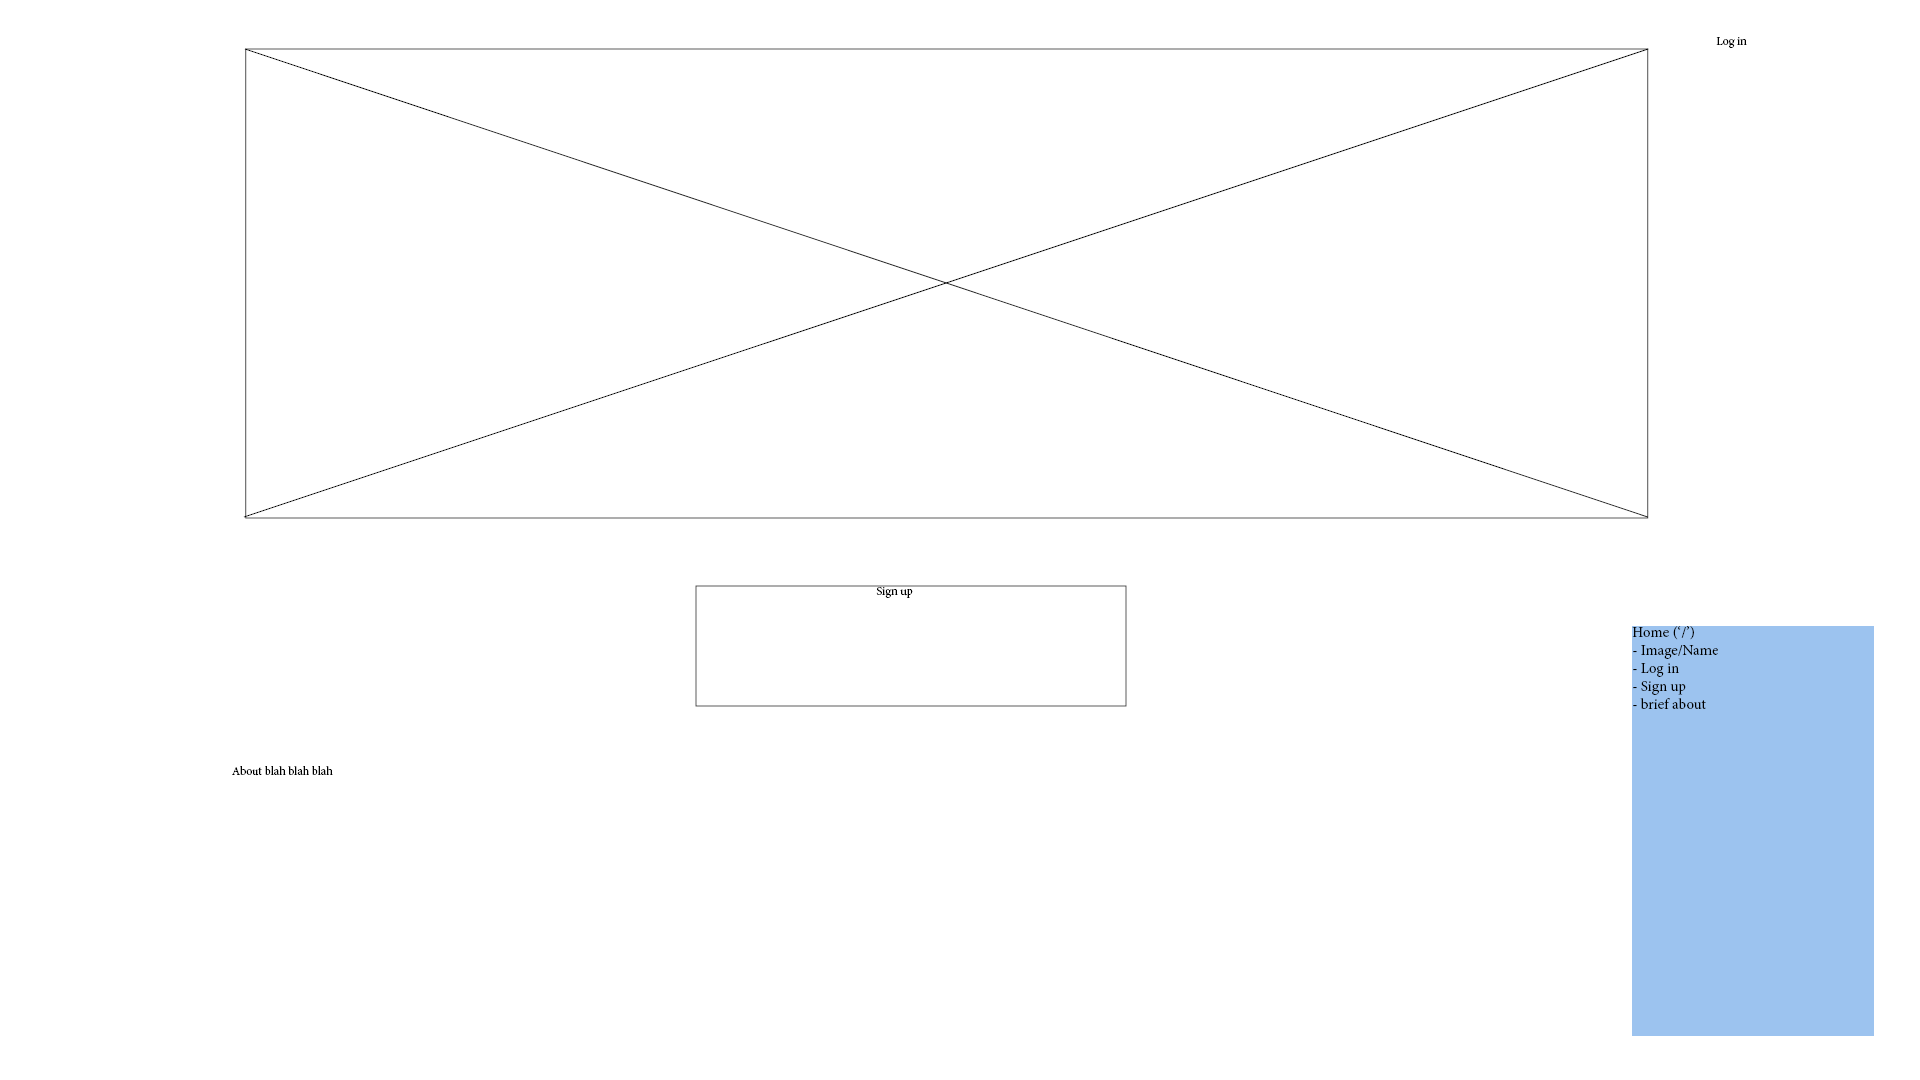 Log in
Sign up
Home (‘/’)
- Image/Name
- Log in
- Sign up
- brief about
About blah blah blah